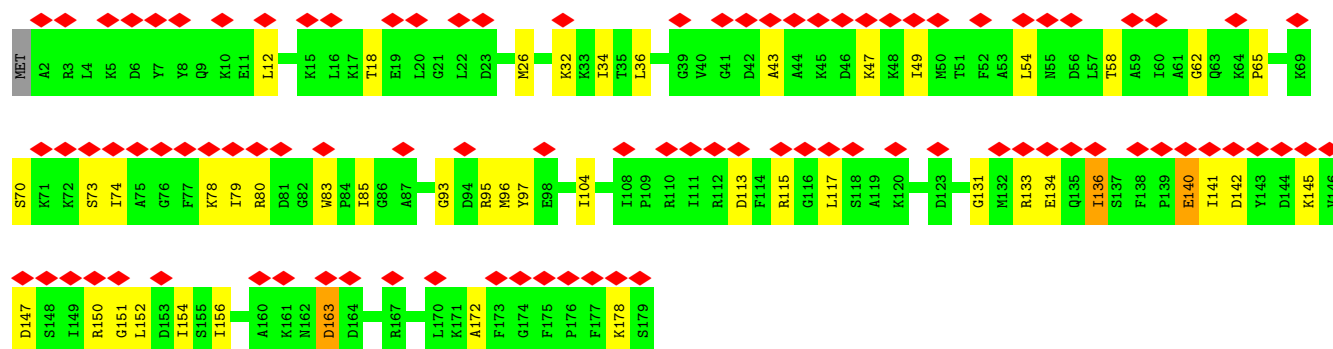 MET A2 R3 L4 K5 D6 Y7 Y8 Q9 K10 E11 L12 K15 L16 K17 T18 E19 L20 G21 L22 D23 M26 K32 K33 I34 T35 L36 G39 V40 G41 D42 A43 A44 K45 D46 K47 K48 I49 M50 T51 F52 A53 L54 N55 D56 L57 T58 A59 I60 A61 G62 Q63 K64 P65 K69
S70 K71 K72 S73 I74 A75 G76 F77 K78 I79 R80 D81 G82 W83 P84 I85 G86 A87 G93 D94 R95 M96 Y97 E98 I104 I108 P109 R110 I111 R112 D113 F114 R115 G116 L117 S118 A119 K120 D123 G131 M132 R133 E134 Q135 I136 S137 F138 P139 E140 I141 D142 Y143 D144 K145 V146
D147 S148 I149 R150 G151 L152 D153 I154 S155 I156 A160 K161 N162 D163 D164 R167 L170 K171 A172 F173 G174 F175 P176 F177 K178 S179